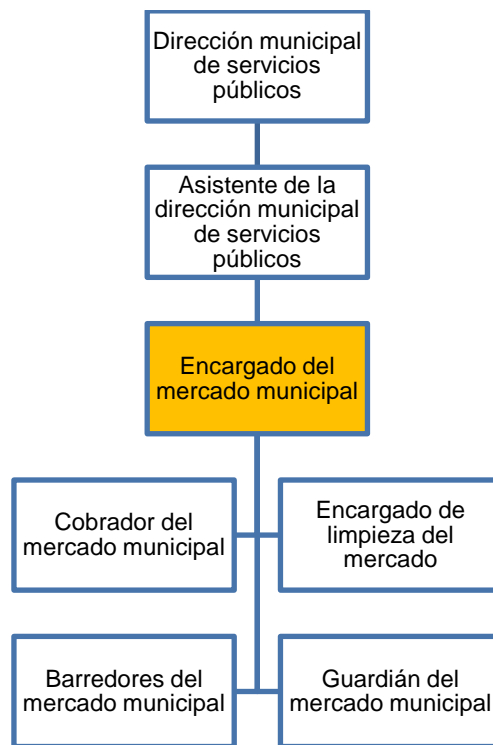 Dirección municipal
de servicios
públicos
Asistente de la
dirección municipal
de servicios
públicos
Encargado del
mercado municipal
Cobrador del
mercado municipal
Encargado de
limpieza del
mercado
Barredores del
mercado municipal
Guardián del
mercado municipal